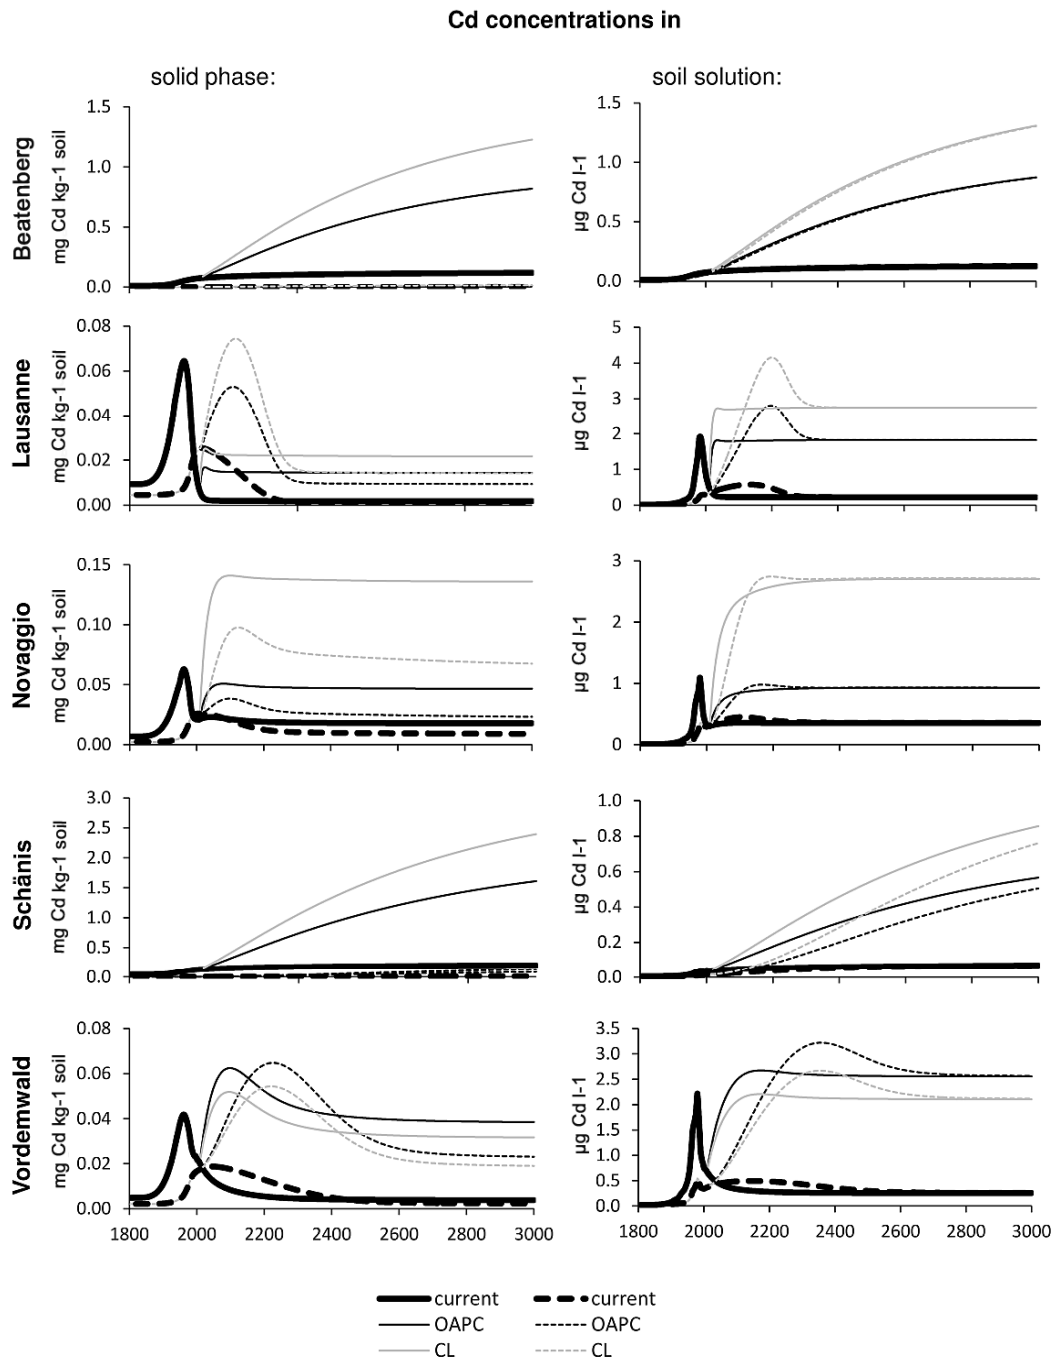 Cd concentrations in
solid phase:
soil solution:
Beatenberg
mg Cd kg-1 soil
1.5
1.0
0.5
0.0
µg Cd l-1
1.5
1.0
0.5
0.0
Lausanne
mg Cd kg-1 soil
0.08
0.06
0.04
0.02
0.00
µg Cd l-1
5
4
3
2
1
0
Novaggio
mg Cd kg-1 soil
0.15
0.10
0.05
0.00
µg Cd l-1
3
2
1
0
Schänis
mg Cd kg-1 soil
3.0
2.5
2.0
1.5
1.0
0.5
0.0
µg Cd l-1
1.0
0.8
0.6
0.4
0.2
0.0
Vordemwald
mg Cd kg-1 soil
0.08
0.06
0.04
0.02
0.00
µg Cd l-1
3.5
3.0
2.5
2.0
1.5
1.0
0.5
0.0
1800 2000 2200 2400 2600 2800 3000
1800 2000 2200 2400 2600 2800 3000
current current
OAPC OAPC
CL CL